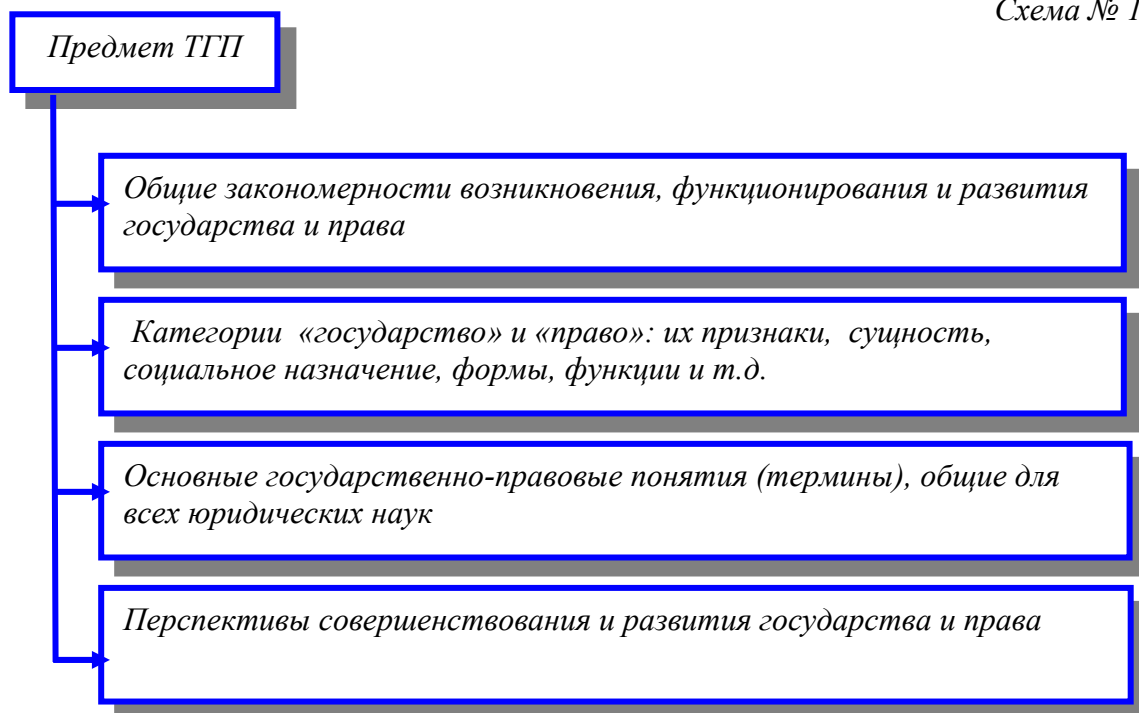 Схема № 1
Предмет ТГП
Общие закономерности возникновения, функционирования и развития
государства и права
Категории «государство» и «право»: их признаки, сущность,
социальное назначение, формы, функции и т.д.
Основные государственно-правовые понятия (термины), общие для
всех юридических наук
Перспективы совершенствования и развития государства и права